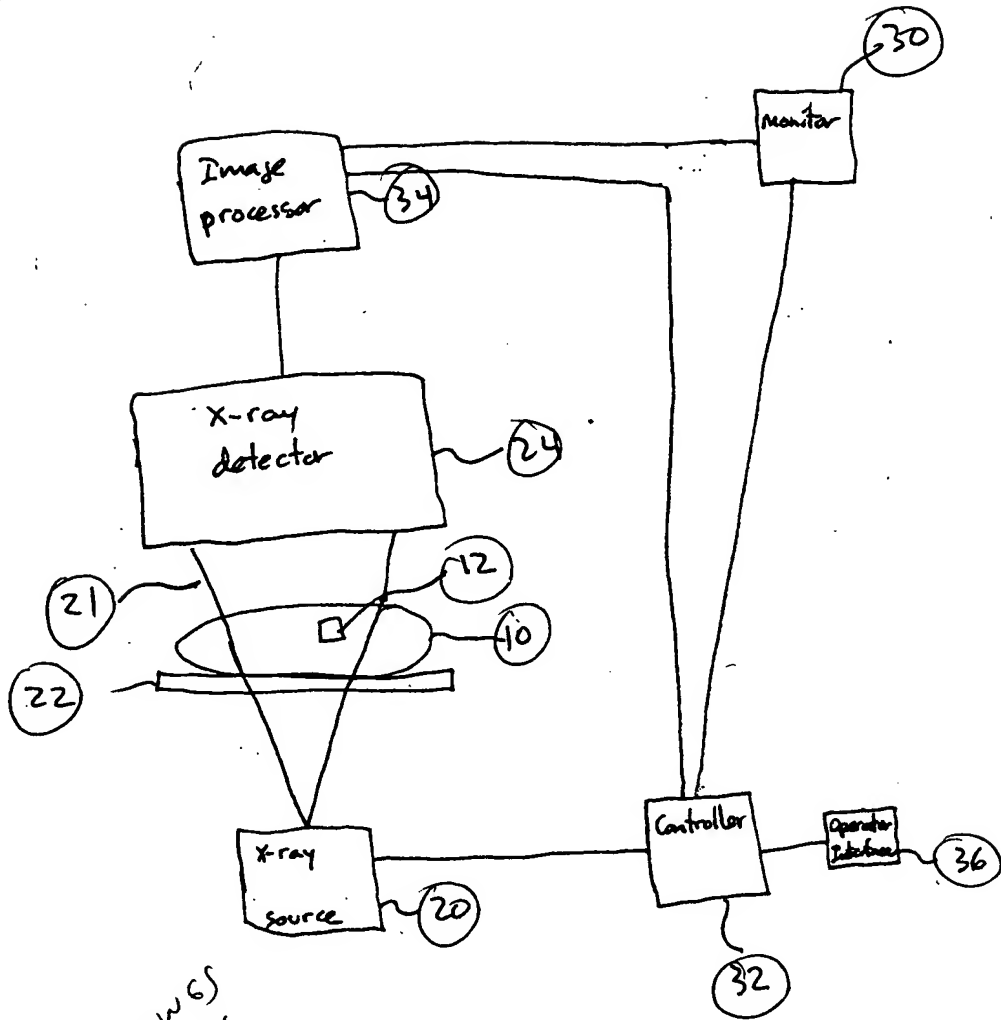 30
Monitor
Image
processor
34
X-ray
detector
24
12
21
10
22
Controller
Operator
Interface
36
X-ray
source
20
32